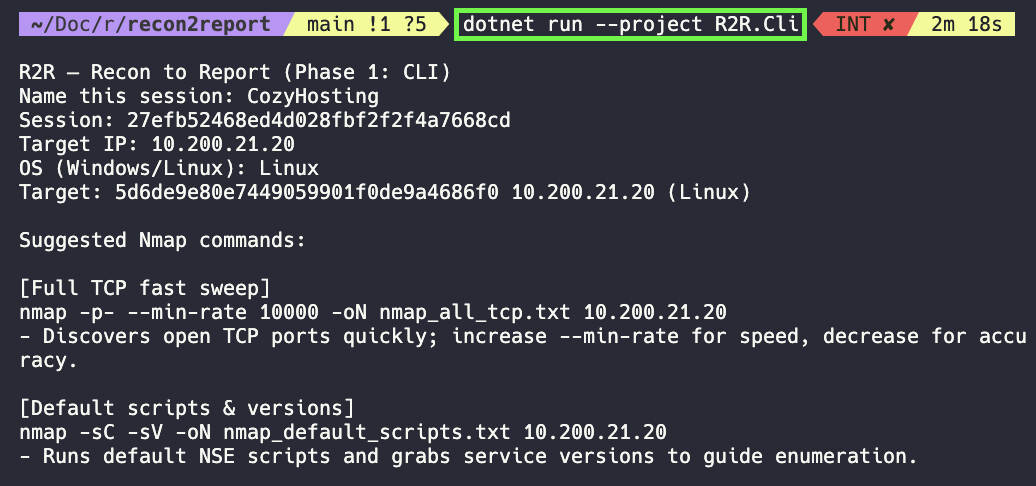 ~/Doc/r/recon2report main !1 ?5 dotnet run --project R2R.Cli INT ✘ 2m 18s
R2R – Recon to Report (Phase 1: CLI)
Name this session: CozyHosting
Session: 27efb52468ed4d028fbf2f2f4a7668cd
Target IP: 10.200.21.20
OS (Windows/Linux): Linux
Target: 5d6de9e80e7449059901f0de9a4686f0 10.200.21.20 (Linux)
Suggested Nmap commands:
[Full TCP fast sweep]
nmap -p- --min-rate 10000 -oN nmap_all_tcp.txt 10.200.21.20
- Discovers open TCP ports quickly; increase --min-rate for speed, decrease for accu
racy.
[Default scripts & versions]
nmap -sC -sV -oN nmap_default_scripts.txt 10.200.21.20
- Runs default NSE scripts and grabs service versions to guide enumeration.